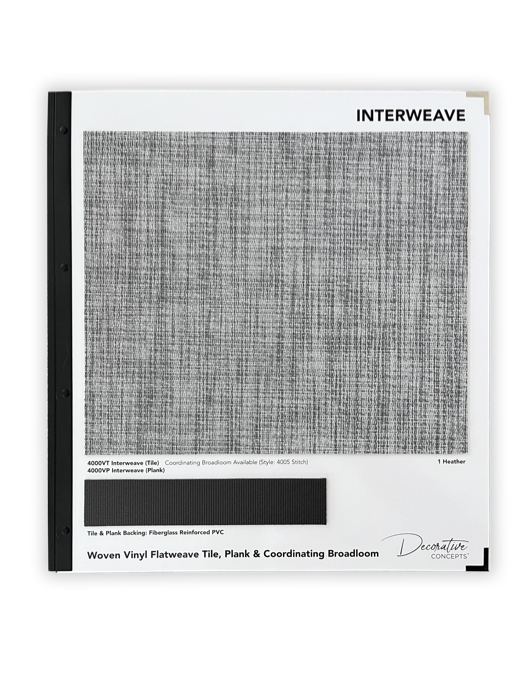 INTERWEAVE
4000VT Interweave (Tile) Coordinating Broadloom Available (Style: 4005 Stitch) 1 Heather
4000VP Interweave (Plank)
Tile & Plank Backing: Fiberglass Reinforced PVC
Woven Vinyl Flatweave Tile, Plank & Coordinating Broadloom
Decorative
CONCEPTS